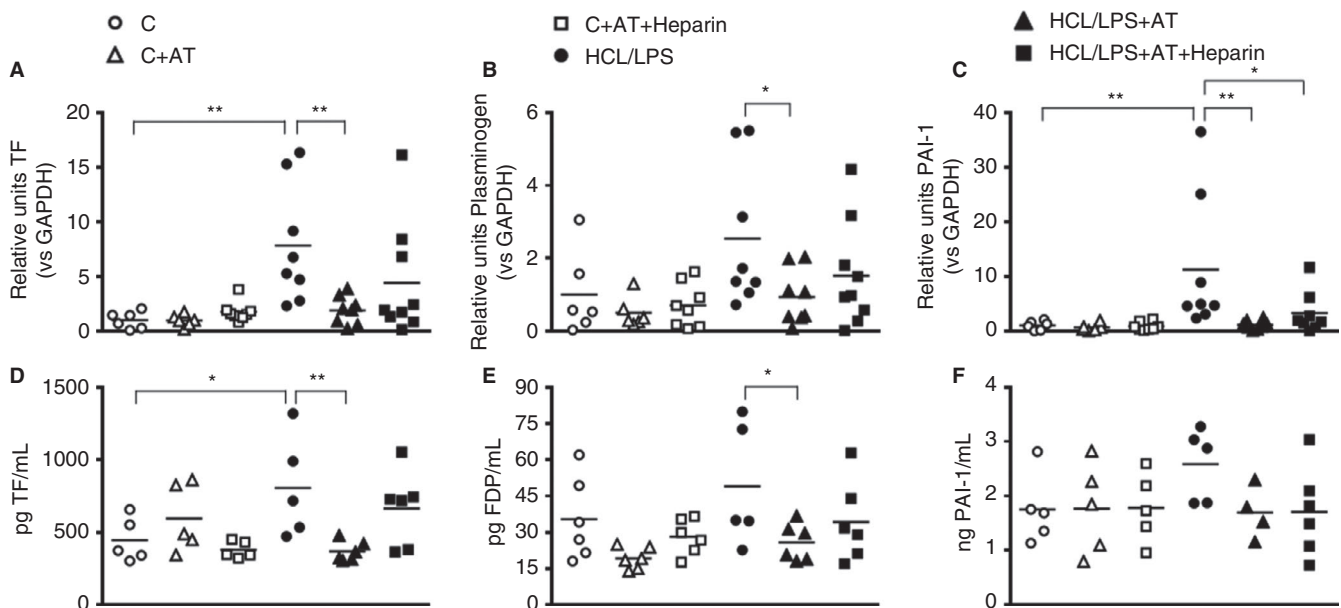 C
C+AT
C+AT+Heparin
HCL/LPS
HCL/LPS+AT
HCL/LPS+AT+Heparin
A
Relative units TF
(vs GAPDH)
20
15
10
5
0
**
**
B
Relative units Plasminogen
(vs GAPDH)
6
4
2
0
*
C
Relative units PAI-1
(vs GAPDH)
40
30
20
10
0
**
**
*
D
pg TF/mL
1500
1000
500
0
*
**
E
pg FDP/mL
90
75
60
45
30
15
0
*
F
ng PAI-1/mL
4
3
2
1
0